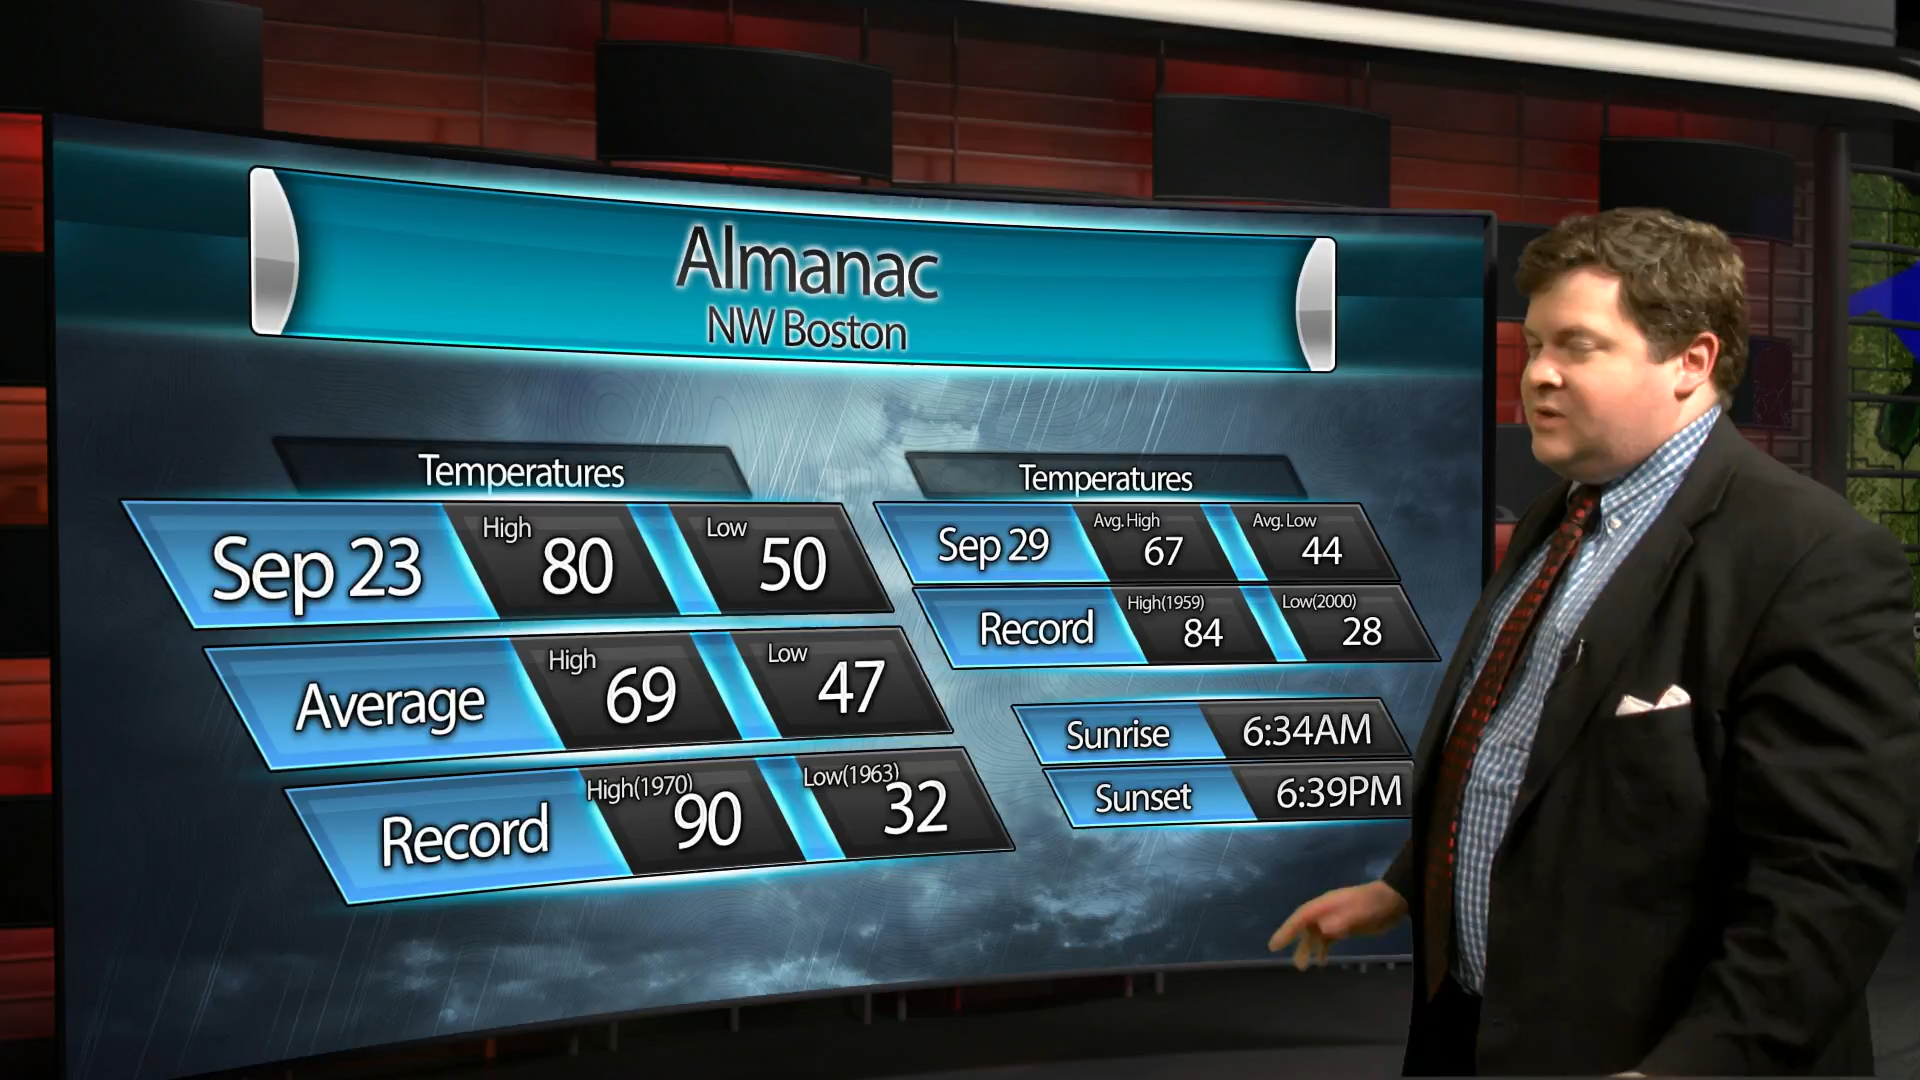 Almanac
NW Boston
Temperatures
Sep 23 High 80 Low 50
Average High 69 Low 47
Record High(1970) 90 Low(1963) 32
Temperatures
Sep 29 Avg. High 67 Avg. Low 44
Record High(1959) 84 Low(2000) 28
Sunrise 6:34AM
Sunset 6:39PM